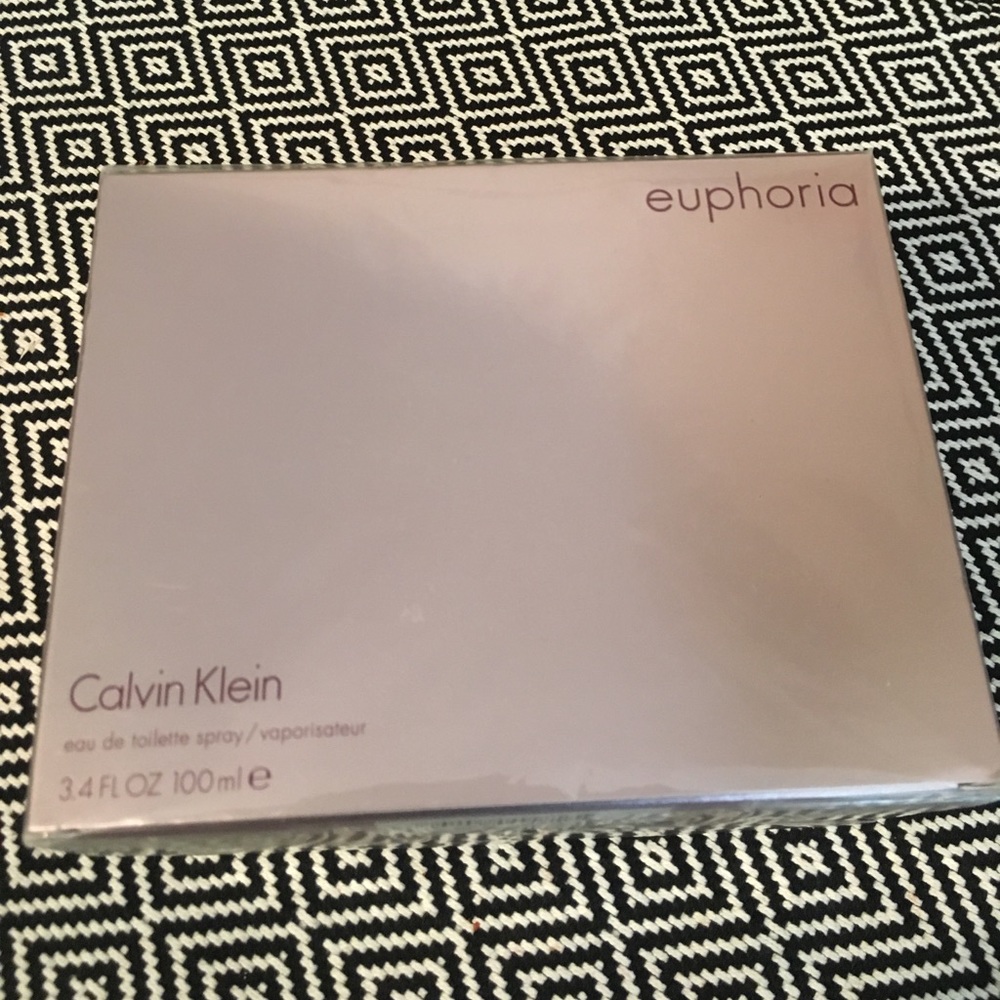 euphoria
Calvin Klein
eau de toilette spray/vaporisateur
3.4 FL OZ 100 ml e